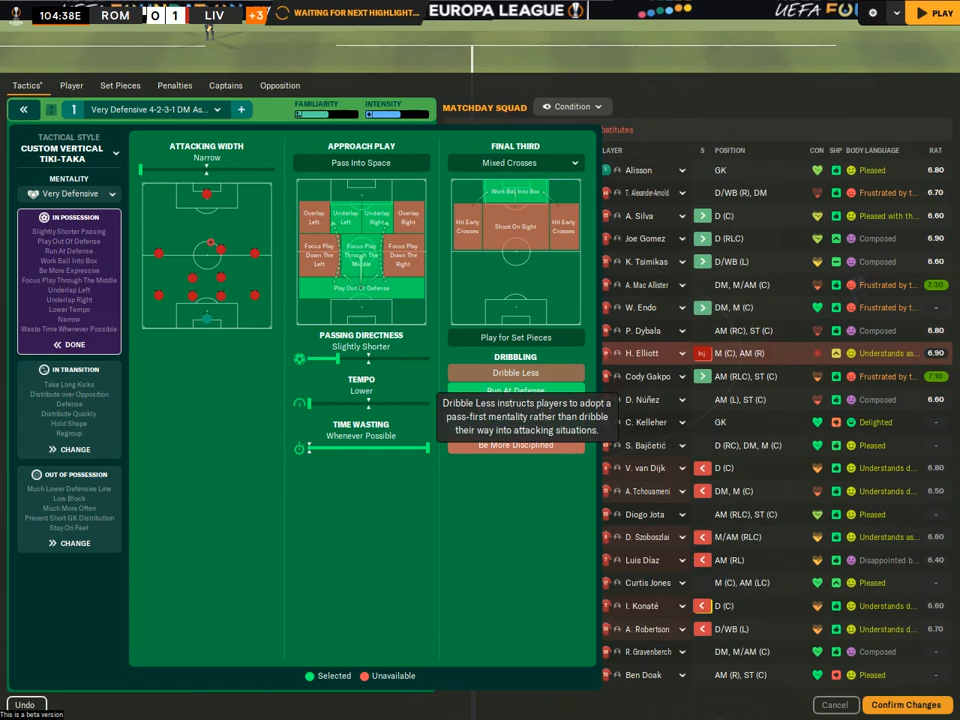 104:38E ROM 0 1 LIV +3 WAITING FOR NEXT HIGHLIGHT... EUROPA LEAGUE PLAY
Tactics* Player Set Pieces Penalties Captains Opposition
1 Very Defensive 4-2-3-1 DM As... + FAMILIARITY INTENSITY
MATCHDAY SQUAD Condition
TACTICAL STYLE
CUSTOM VERTICAL
TIKI-TAKA
MENTALITY
Very Defensive
IN POSSESSION
Slightly Shorter Passing
Play Out Of Defense
Run At Defense
Work Ball Into Box
Be More Expressive
Focus Play Through The Middle
Underlap Left
Underlap Right
Lower Tempo
Narrow
Waste Time Whenever Possible
DONE
IN TRANSITION
Take Long Kicks
Distribute over Opposition
Defense
Distribute Quickly
Hold Shape
Regroup
CHANGE
OUT OF POSSESSION
Much Lower Defensive Line
Low Block
Much More Often
Prevent Short GK Distribution
Stay On Feet
CHANGE
ATTACKING WIDTH
Narrow
APPROACH PLAY
Pass Into Space
Overlap Left Underlap Left Underlap Right Overlap Right
Focus Play Down The Left Focus Play Through The Middle Focus Play Down The Right
Play Out Of Defense
PASSING DIRECTNESS
Slightly Shorter
TEMPO
Lower
TIME WASTING
Whenever Possible
FINAL THIRD
Mixed Crosses
Work Ball Into Box
Hit Early Crosses Shoot On Sight Hit Early Crosses
Play for Set Pieces
DRIBBLING
Dribble Less
Run At Defense
Dribble Less instructs players to adopt a
pass-first mentality rather than dribble
their way into attacking situations.
Be More Disciplined
Selected Unavailable
bstitutes
LAYER S POSITION CON SHP BODY LANGUAGE RAT
Alisson GK Pleased 6.80
T. Alexander-Arnold D/WB (R), DM Frustrated by t... 6.70
A. Silva D (C) Pleased with th... 6.60
Joe Gomez D (RLC) Composed 6.90
K. Tsimikas D/WB (L) Composed 6.60
A. Mac Allister DM, M/AM (C) Frustrated by t... 7.30
W. Endo DM, M (C) Frustrated by t... -
P. Dybala AM (RC), ST (C) Composed 6.80
H. Elliott Inj M (C), AM (R) Understands as... 6.90
Cody Gakpo AM (RLC), ST (C) Frustrated by t... 7.10
D. Núñez AM (L), ST (C) Composed 6.80
C. Kelleher GK Delighted -
S. Bajčetić D (RC), DM, M (C) Pleased -
V. van Dijk D (C) Understands d... 6.80
A. Tchouameni DM, M (C) Understands d... 6.50
Diogo Jota AM (RLC), ST (C) Pleased -
D. Szoboszlai M/AM (RLC) Understands as... 6.60
Luis Díaz AM (RL) Disappointed b... 6.40
Curtis Jones M (C), AM (LC) Pleased -
I. Konaté D (C) Understands d... 6.60
A. Robertson D/WB (L) Understands d... 6.70
R. Gravenberch DM, M/AM (C) Composed -
Ben Doak AM (R), ST (C) Pleased -
Undo Cancel Confirm Changes
This is a beta version